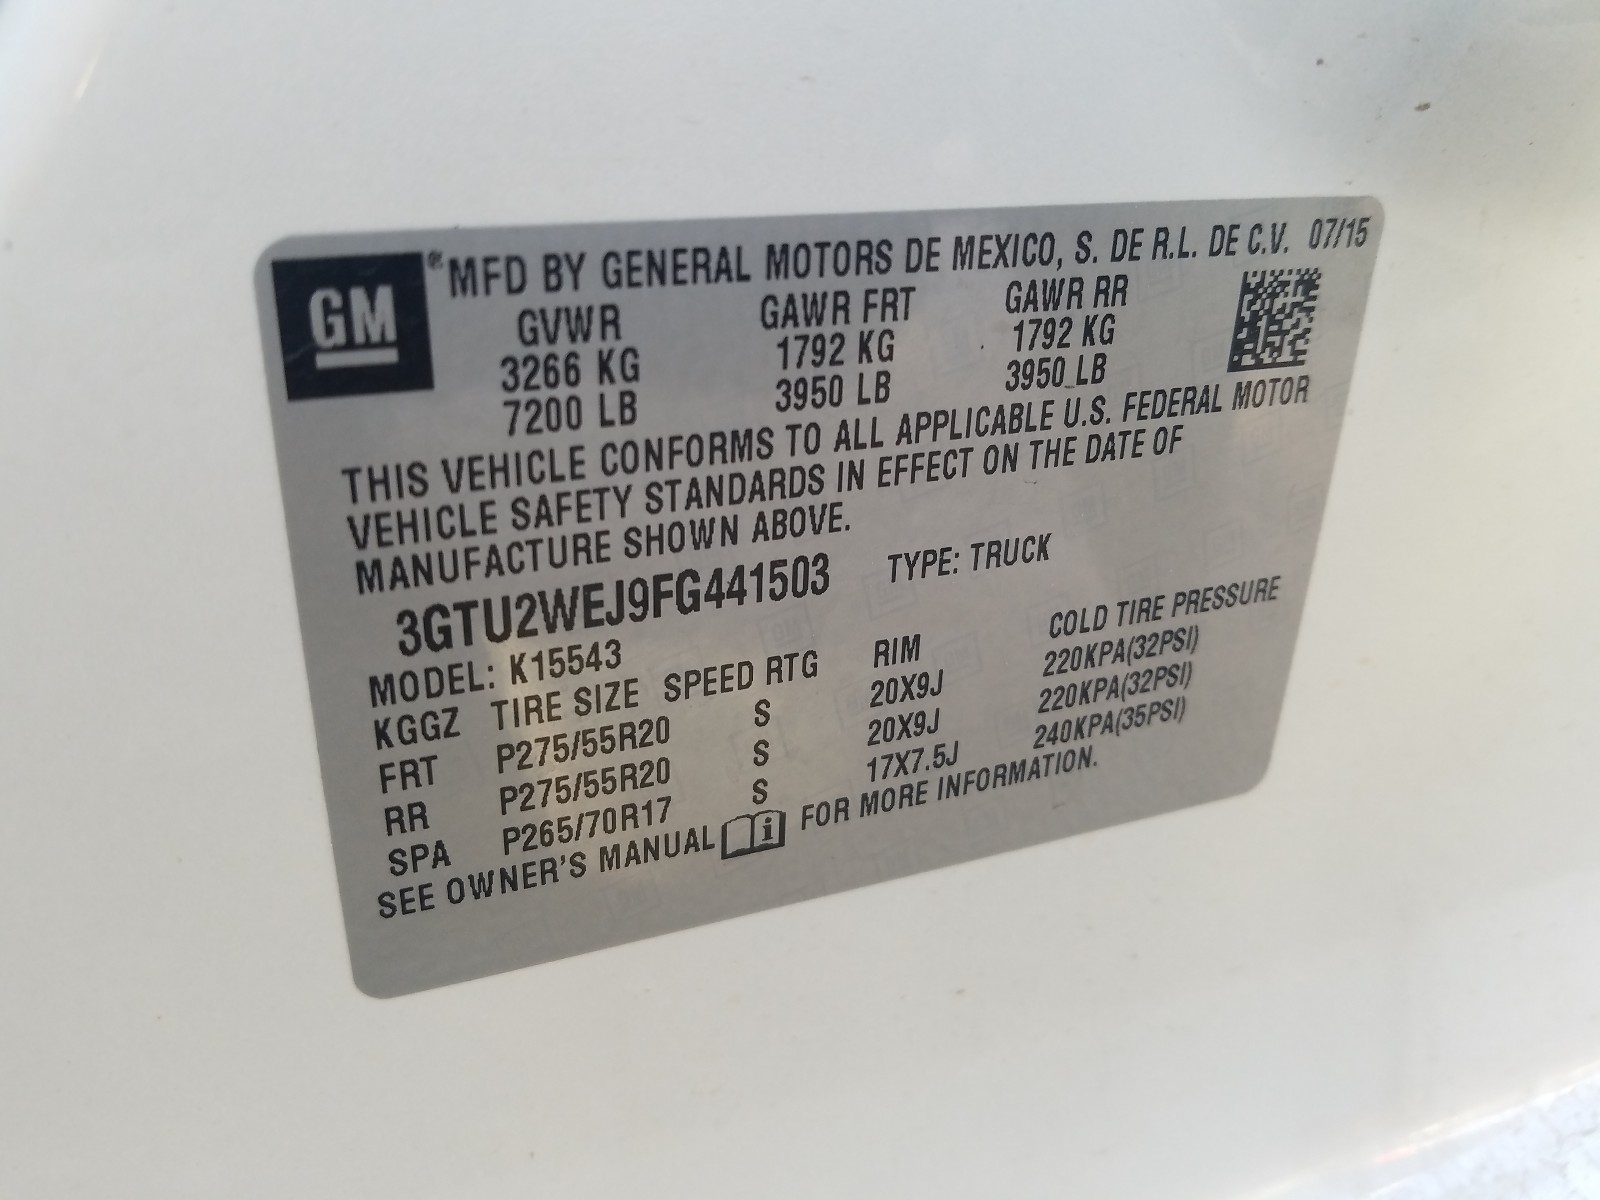 GM ® MFD BY GENERAL MOTORS DE MEXICO, S. DE R.L. DE C.V. 07/15
GVWR GAWR FRT GAWR RR
3266 KG 1792 KG 1792 KG
7200 LB 3950 LB 3950 LB
THIS VEHICLE CONFORMS TO ALL APPLICABLE U.S. FEDERAL MOTOR
VEHICLE SAFETY STANDARDS IN EFFECT ON THE DATE OF
MANUFACTURE SHOWN ABOVE.
3GTU2WEJ9FG441503 TYPE: TRUCK
MODEL: K15543
KGGZ TIRE SIZE SPEED RTG RIM COLD TIRE PRESSURE
FRT P275/55R20 S 20X9J 220KPA(32PSI)
RR P275/55R20 S 20X9J 220KPA(32PSI)
SPA P265/70R17 S 17X7.5J 240KPA(35PSI)
SEE OWNER'S MANUAL i FOR MORE INFORMATION.